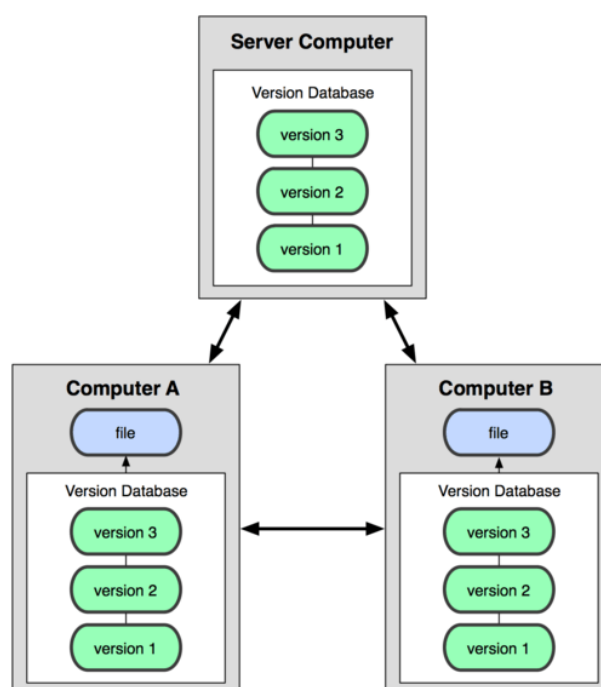 Server Computer
Version Database
version 3
version 2
version 1
Computer A
file
Version Database
version 3
version 2
version 1
Computer B
file
Version Database
version 3
version 2
version 1